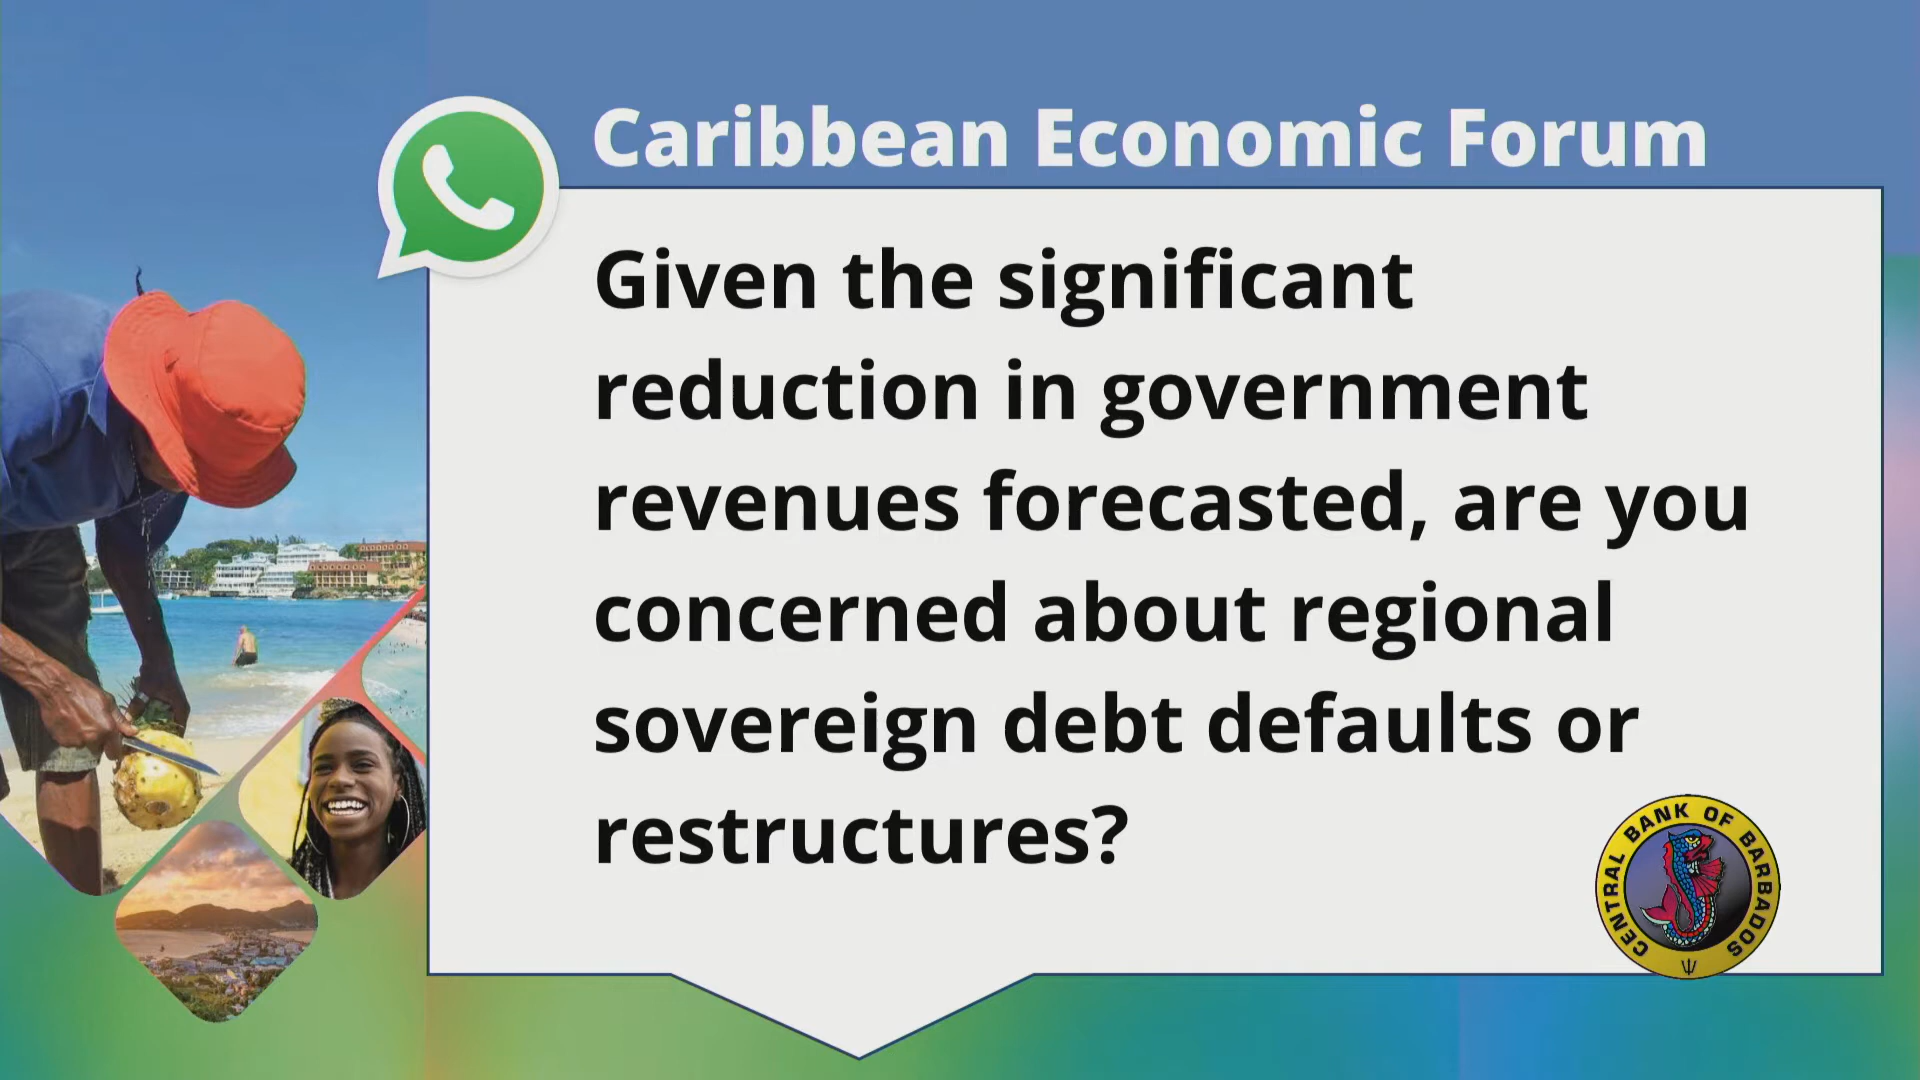 Caribbean Economic Forum
Given the significant
reduction in government
revenues forecasted, are you
concerned about regional
sovereign debt defaults or
restructures?
CENTRAL BANK OF BARBADOS